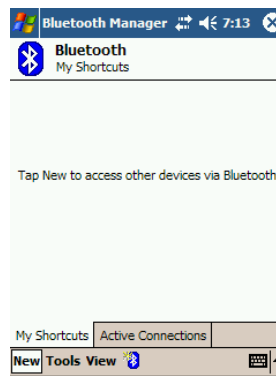 Bluetooth Manager 7:13
Bluetooth
My Shortcuts
Tap New to access other devices via Bluetooth
My Shortcuts Active Connections
New Tools View